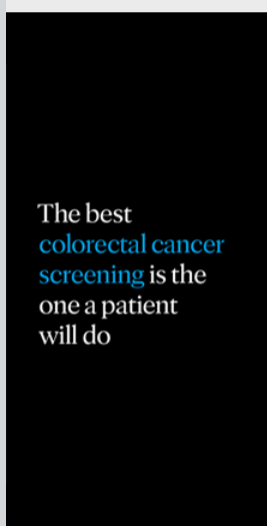 The best
colorectal cancer
screening is the
one a patient
will do